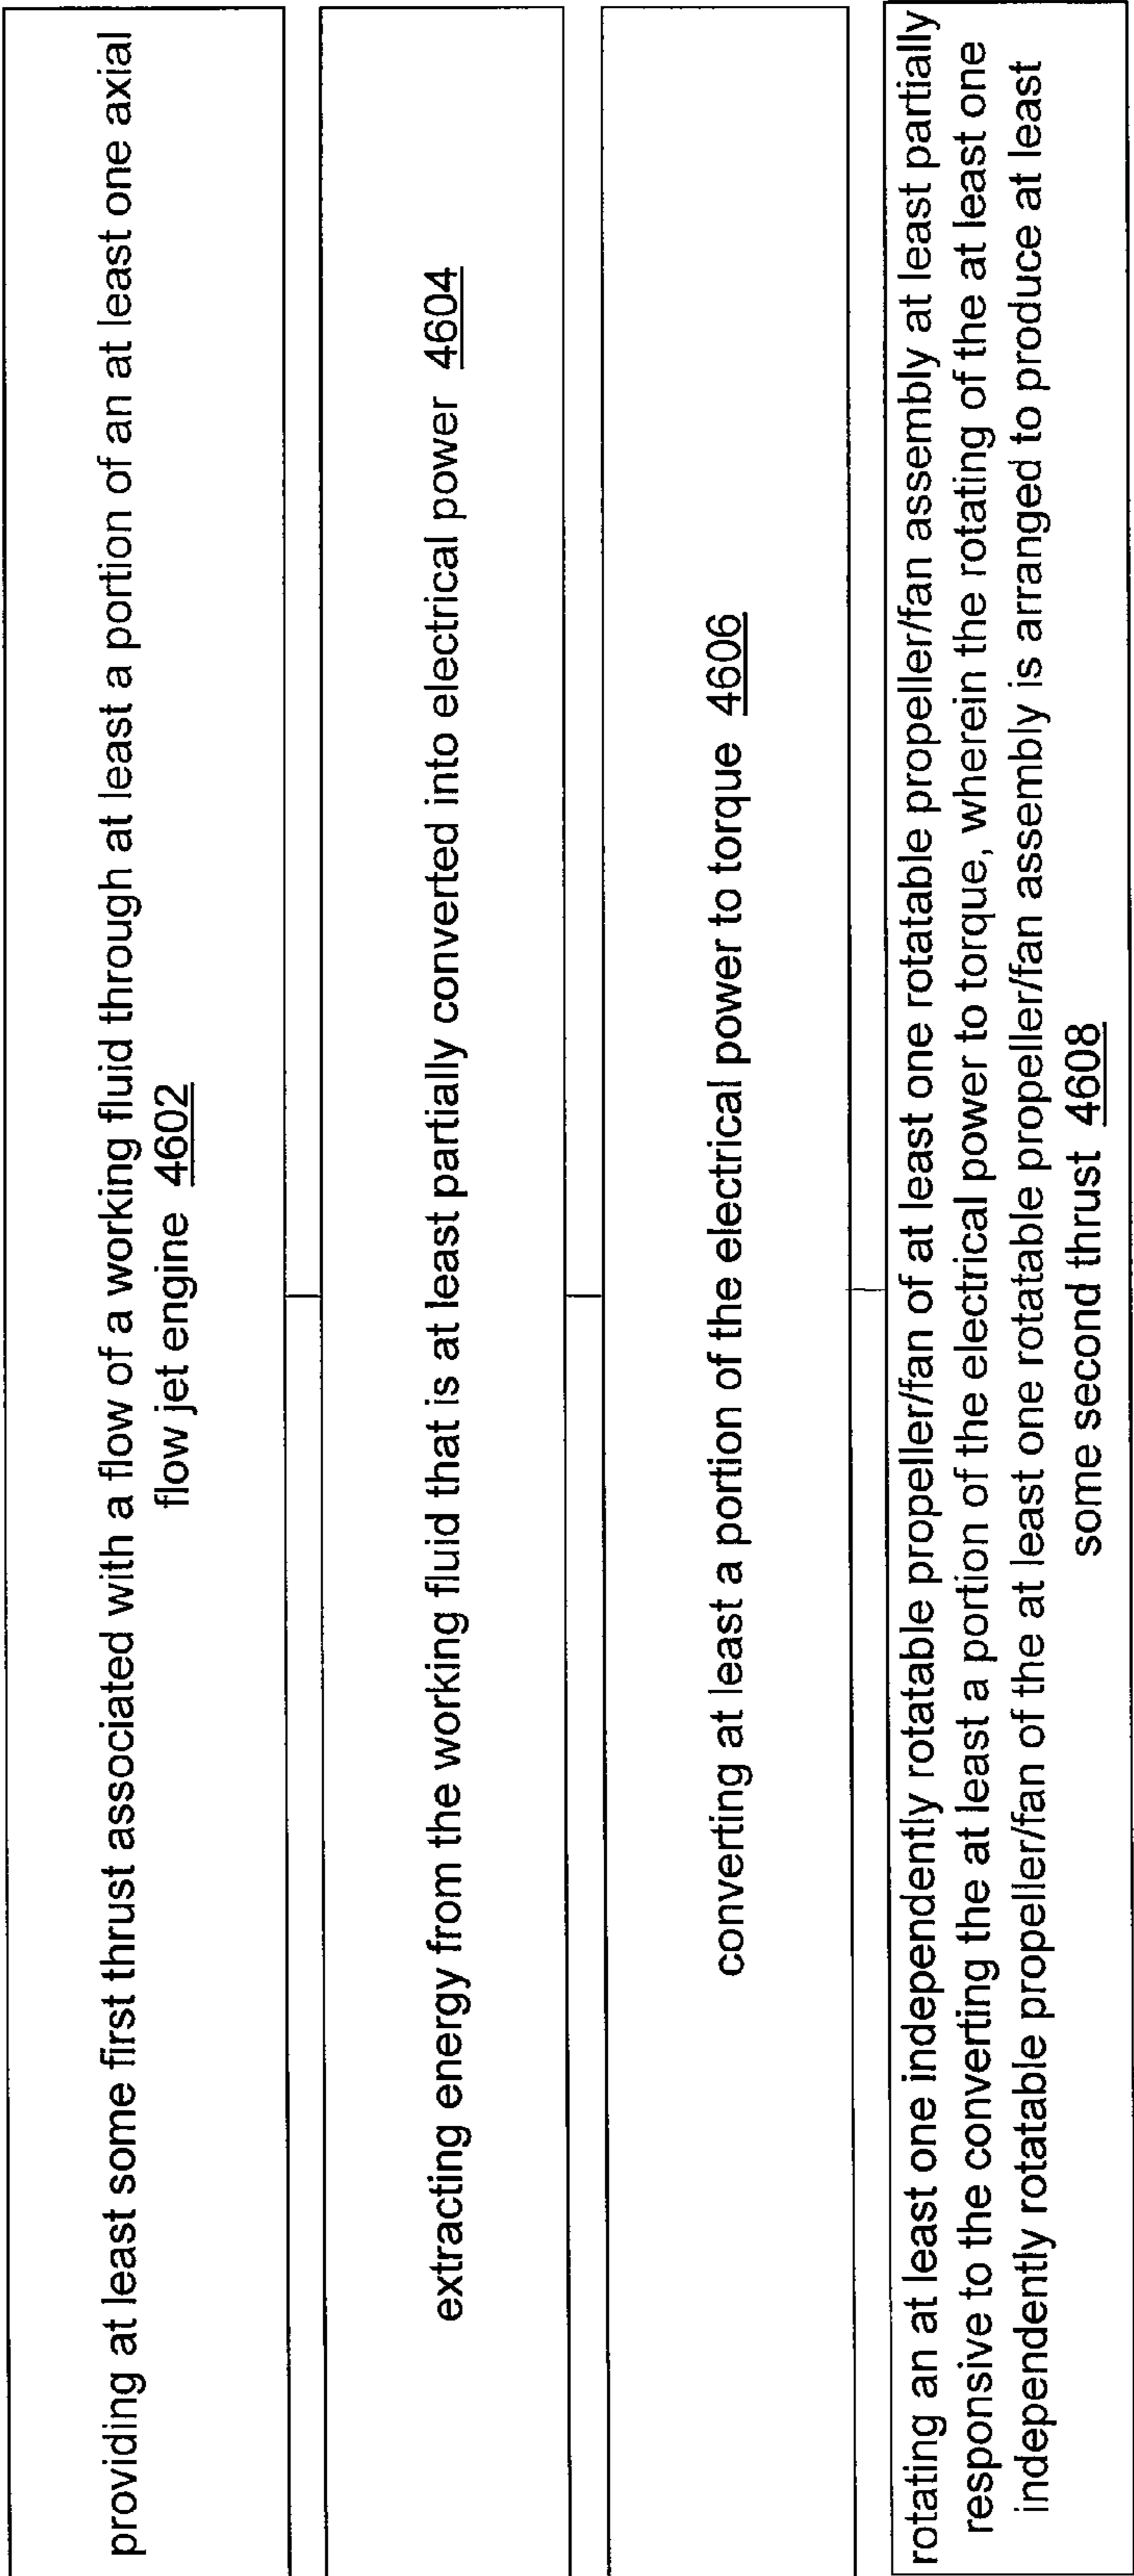 providing at least some first thrust associated with a flow of a working fluid through at least a portion of an at least one axial
flow jet engine 4602
extracting energy from the working fluid that is at least partially converted into electrical power 4604
converting at least a portion of the electrical power to torque 4606
rotating an at least one independently rotatable propeller/fan of at least one rotatable propeller/fan assembly at least partially
responsive to the converting the at least a portion of the electrical power to torque, wherein the rotating of the at least one
independently rotatable propeller/fan of the at least one rotatable propeller/fan assembly is arranged to produce at least
some second thrust 4608